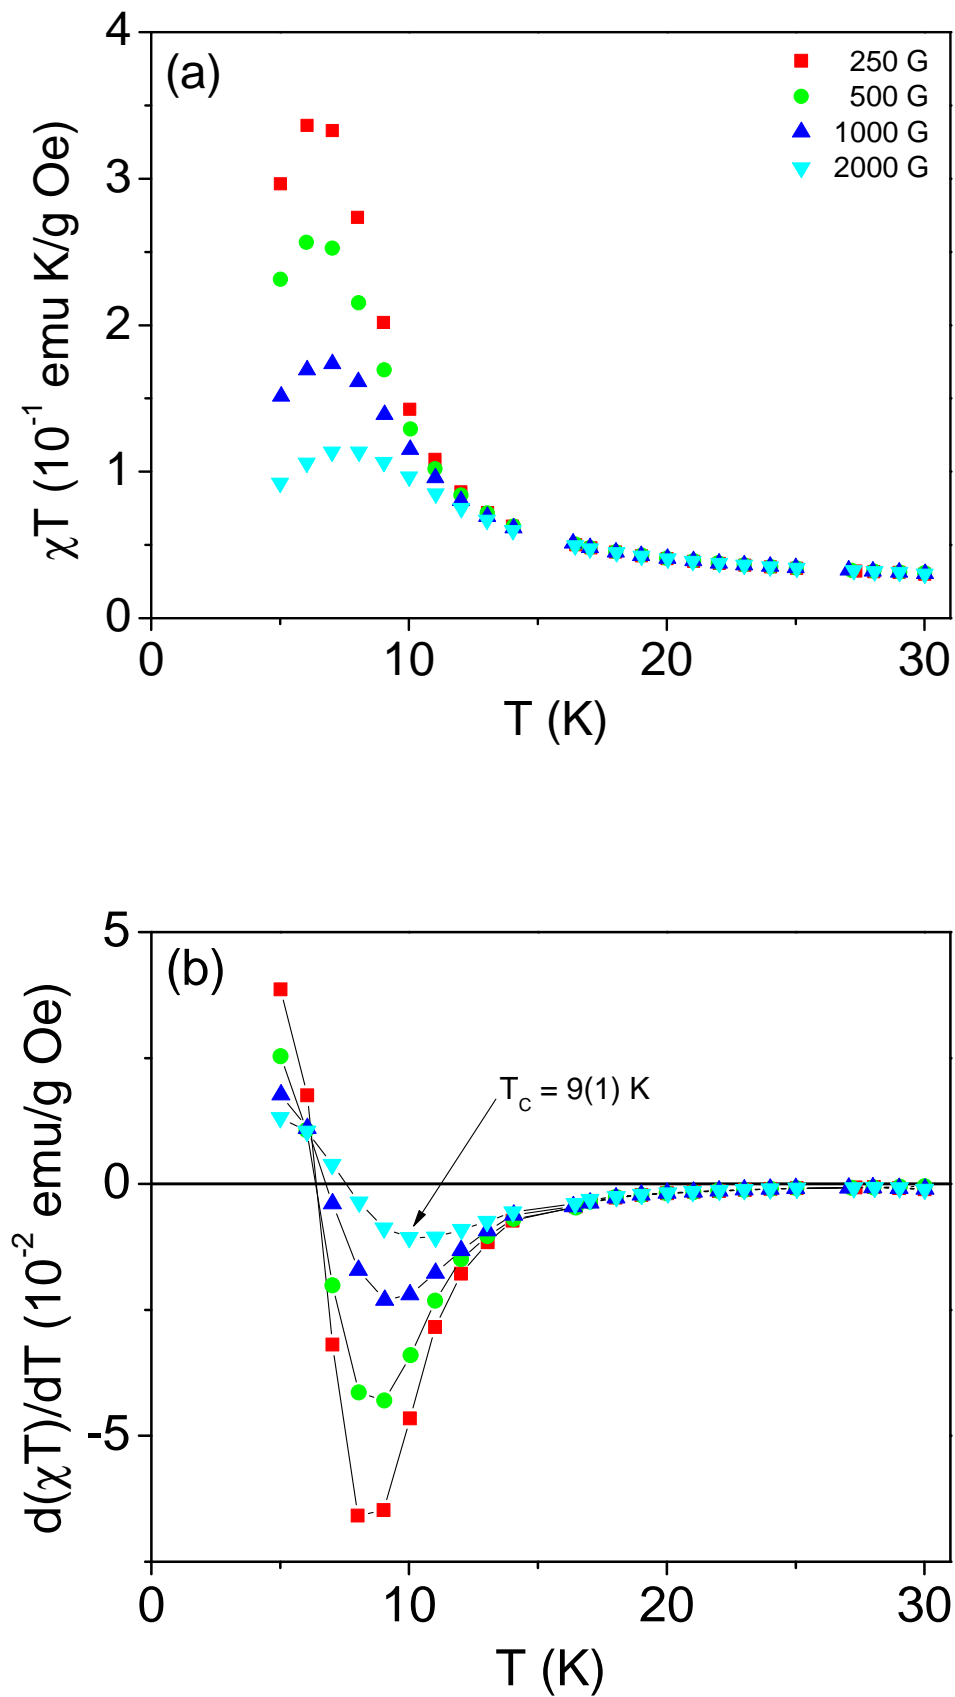 (a)
250 G
500 G
1000 G
2000 G
χT (10⁻¹ emu K/g Oe)
4
3
2
1
0
0 10 20 30
T (K)
(b)
T_C = 9(1) K
d(χT)/dT (10⁻² emu/g Oe)
5
0
-5
0 10 20 30
T (K)